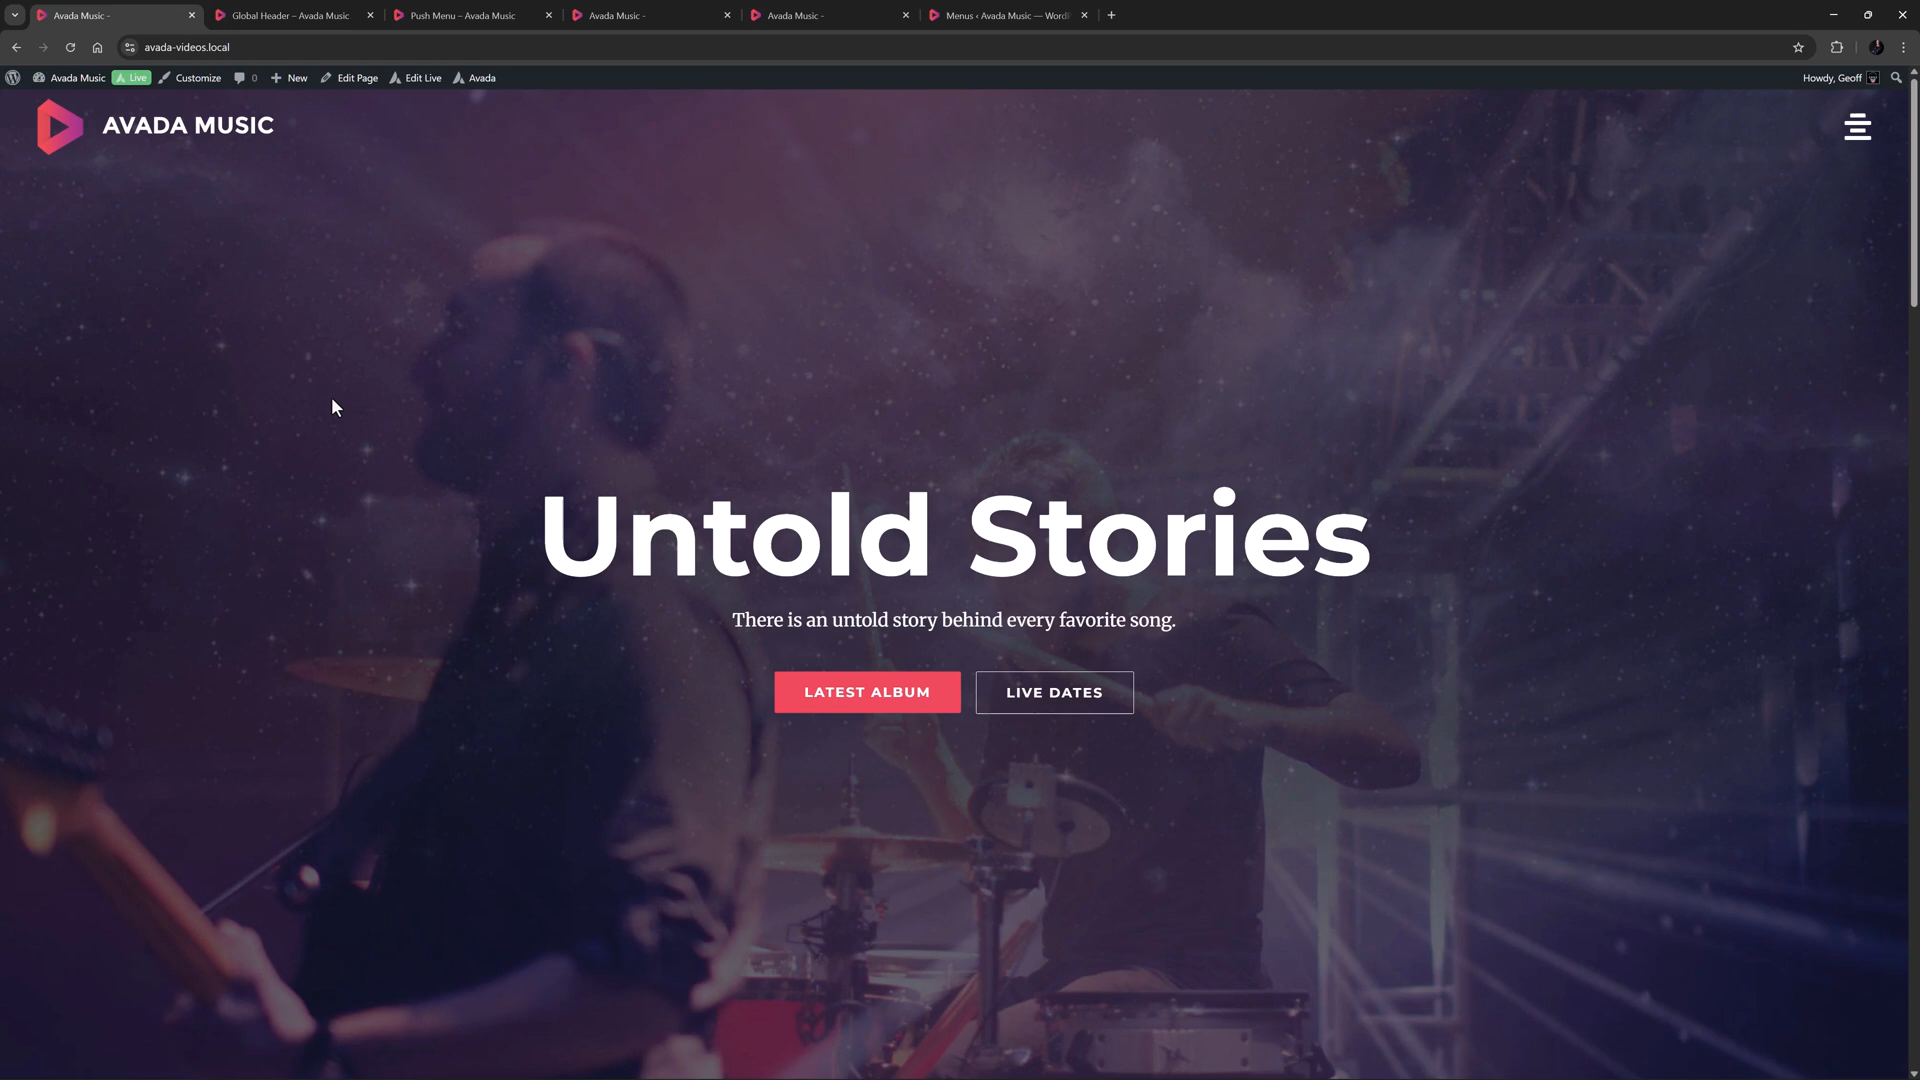 Avada Music -
Global Header – Avada Music
Push Menu – Avada Music
Avada Music -
Avada Music -
Menus ‹ Avada Music — Word
avada-videos.local
Avada Music
Live
Customize
0
New
Edit Page
Edit Live
Avada
Howdy, Geoff
AVADA MUSIC
Untold Stories
There is an untold story behind every favorite song.
LATEST ALBUM
LIVE DATES